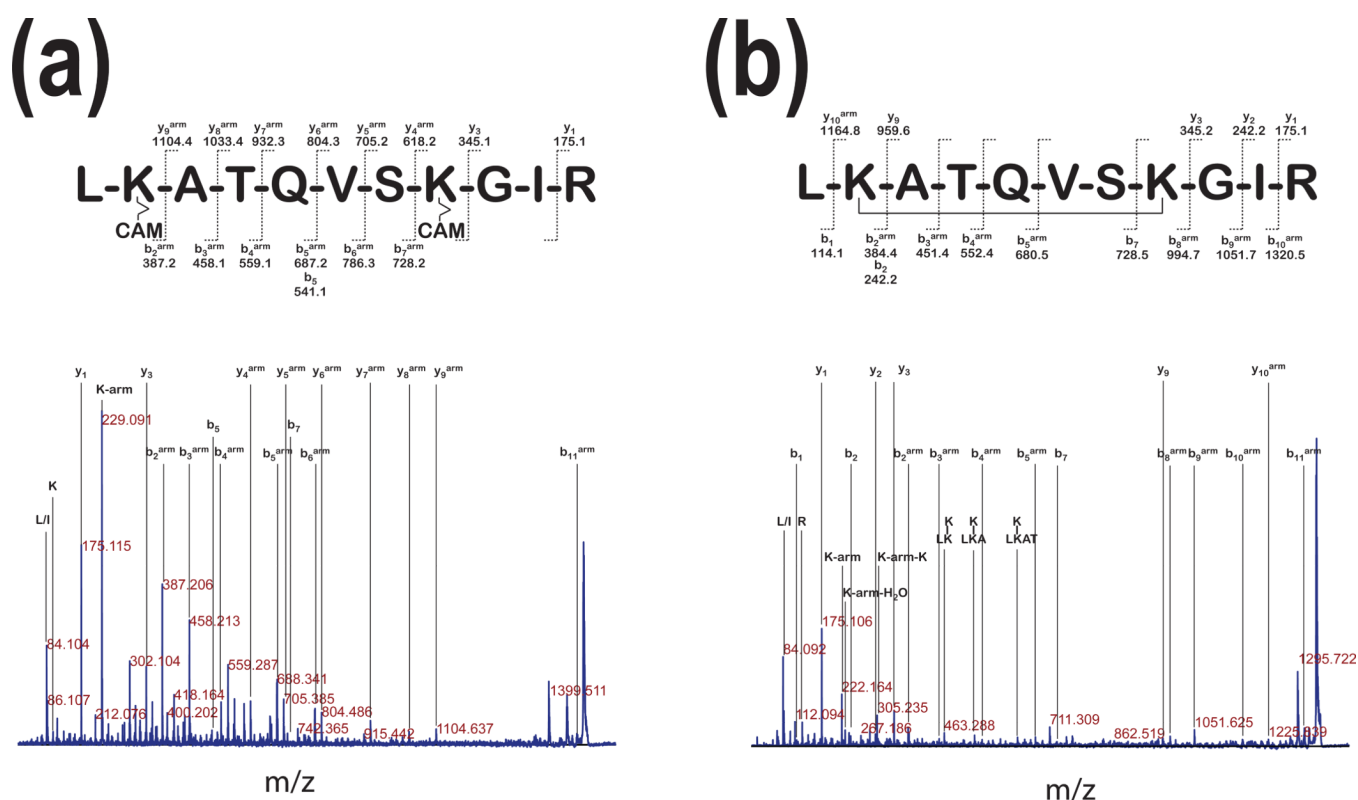 (a)
y9arm y8arm y7arm y6arm y5arm y4arm y3 y1
1104.4 1033.4 932.3 804.3 705.2 618.2 345.1 175.1
L-K-A-T-Q-V-S-K-G-I-R
CAM CAM
b2arm b3arm b4arm b5arm b6arm b7arm
387.2 458.1 559.1 687.2 786.3 728.2
b5
541.1
y1 y3 y4arm y5arm y6arm y7arm y8arm y9arm
K-arm
229.091
b5 b7
b2arm b3arm b4arm b5arm b6arm b11arm
K
L/I
175.115
387.206
458.213
84.104
302.104 559.287
688.341
86.107 418.164 705.385 1399.511
212.076 400.202 804.486
742.365 915.442 1104.637
m/z
(b)
y10arm y9 y3 y2 y1
1164.8 959.6 345.2 242.2 175.1
L-K-A-T-Q-V-S-K-G-I-R
b1 b2arm b3arm b4arm b5arm b7 b8arm b9arm b10arm
114.1 384.4 451.4 552.4 680.5 728.5 994.7 1051.7 1320.5
b2
242.2
y1 y2 y3 y9 y10arm
b1 b2 b2arm b3arm b4arm b5arm b7 b8arm b9arm b10arm b11arm
L/I R K K K
LK LKA LKAT
K-arm K-arm-K
K-arm-H2O
175.106
84.092 1295.722
222.164
305.235
112.094 267.186 463.288 711.309 1051.625
862.519 1225.839
m/z